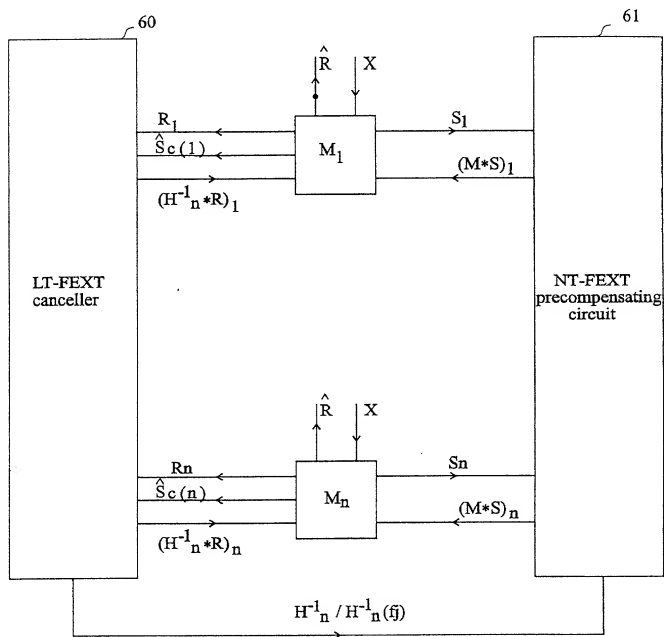 60
61
R̂ X
R₁
Ŝc(1)
(H⁻¹ₙ*R)₁
M₁
S₁
(M*S)₁
LT-FEXT
canceller
NT-FEXT
precompensating
circuit
R̂ X
Rn
Ŝc(n)
(H⁻¹ₙ*R)ₙ
Mₙ
Sn
(M*S)ₙ
H⁻¹ₙ / H⁻¹ₙ(fj)